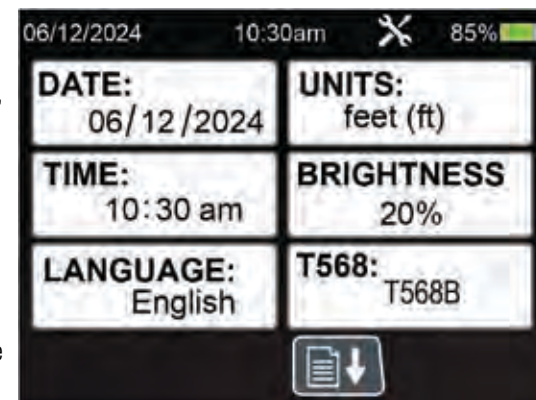 06/12/2024 10:30am 85%
DATE:
06/12/2024
UNITS:
feet (ft)
TIME:
10:30 am
BRIGHTNESS
20%
LANGUAGE:
English
T568:
T568B